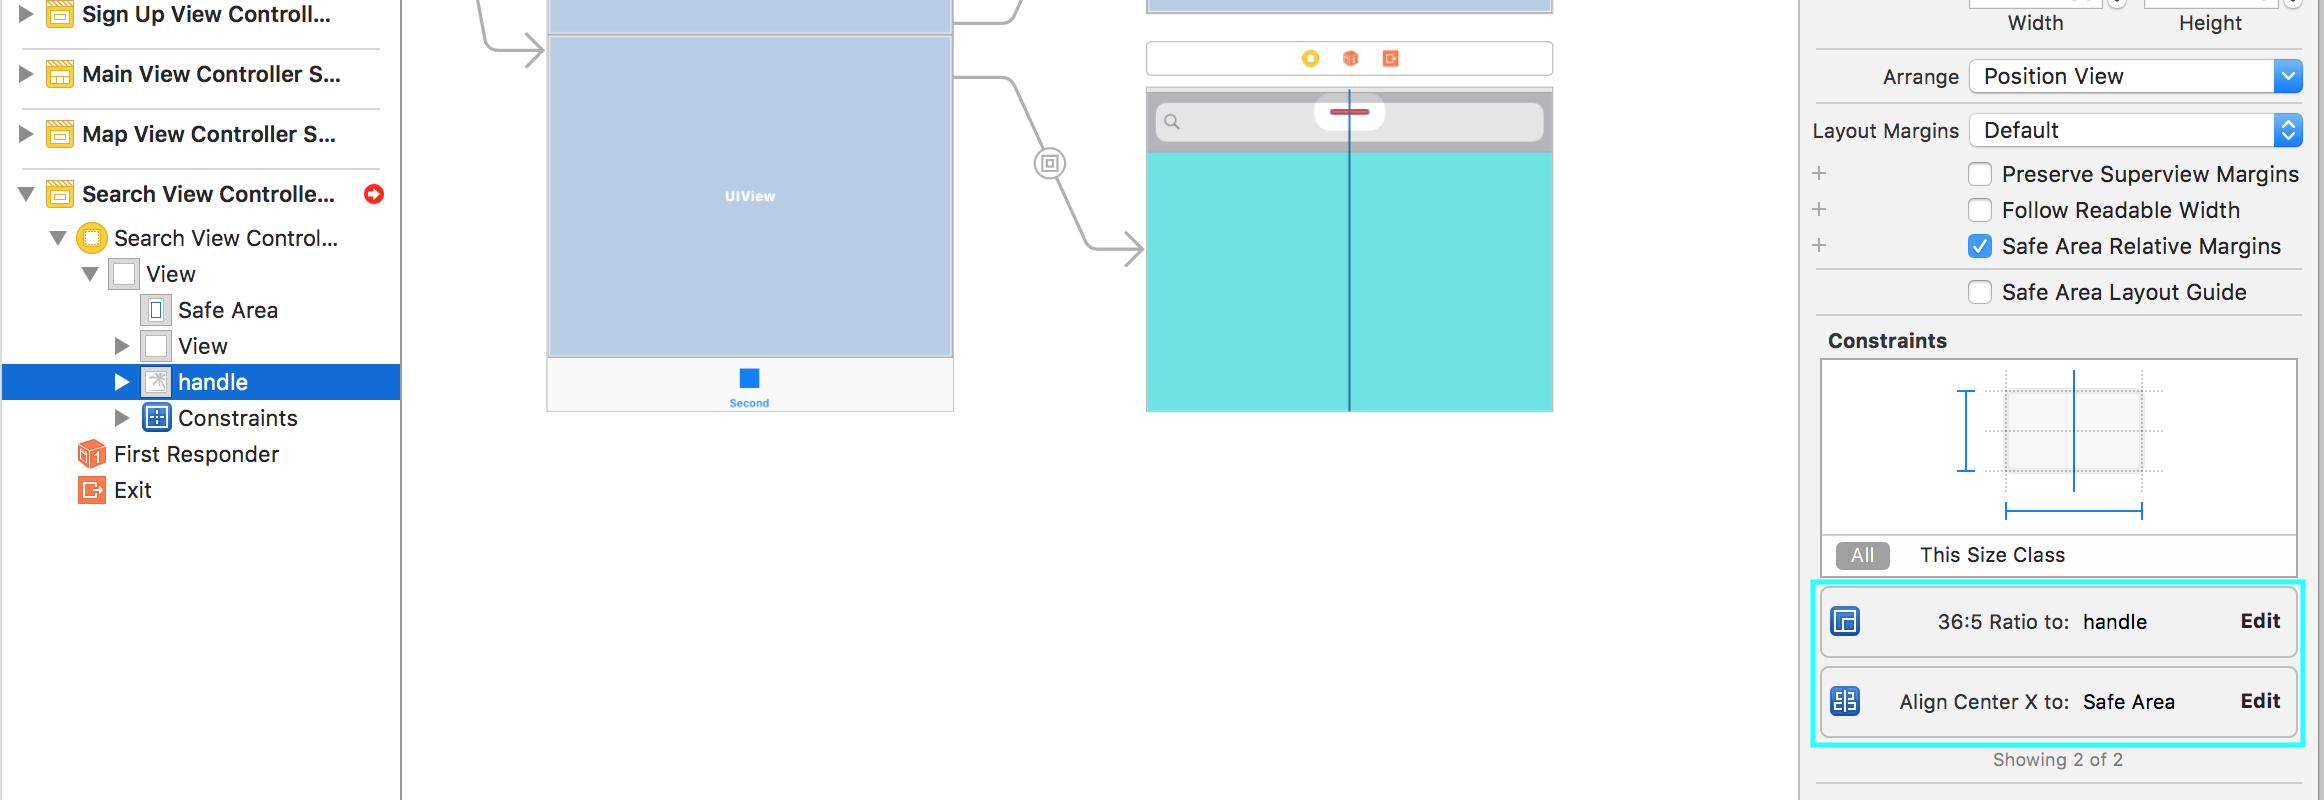 Sign Up View Controll...
Main View Controller S...
Map View Controller S...
Search View Controlle...
Search View Control...
View
Safe Area
View
handle
Constraints
First Responder
Exit
UIView
Second
Width
Height
Arrange
Position View
Layout Margins
Default
Preserve Superview Margins
Follow Readable Width
Safe Area Relative Margins
Safe Area Layout Guide
Constraints
All
This Size Class
36:5 Ratio to: handle
Edit
Align Center X to: Safe Area
Edit
Showing 2 of 2